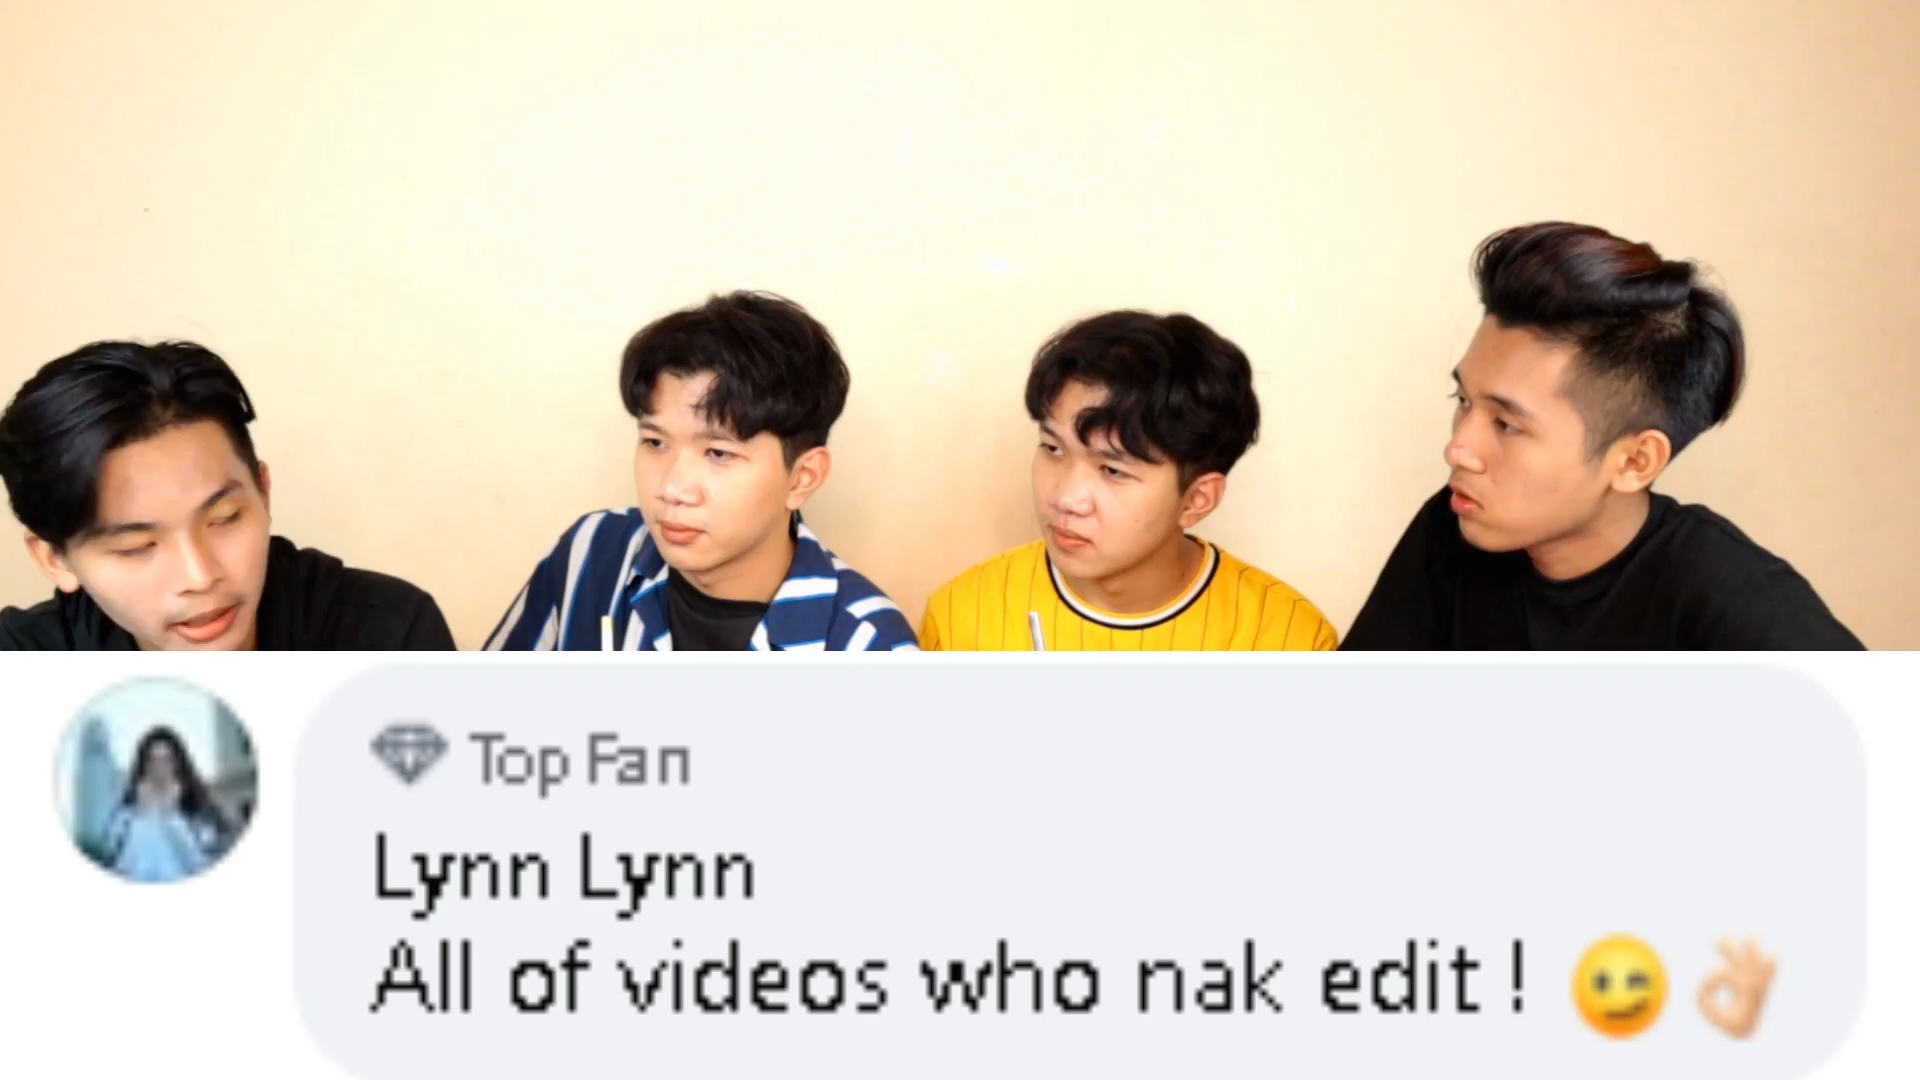 Top Fan
Lynn Lynn
All of videos who nak edit ! 😉👌🏻